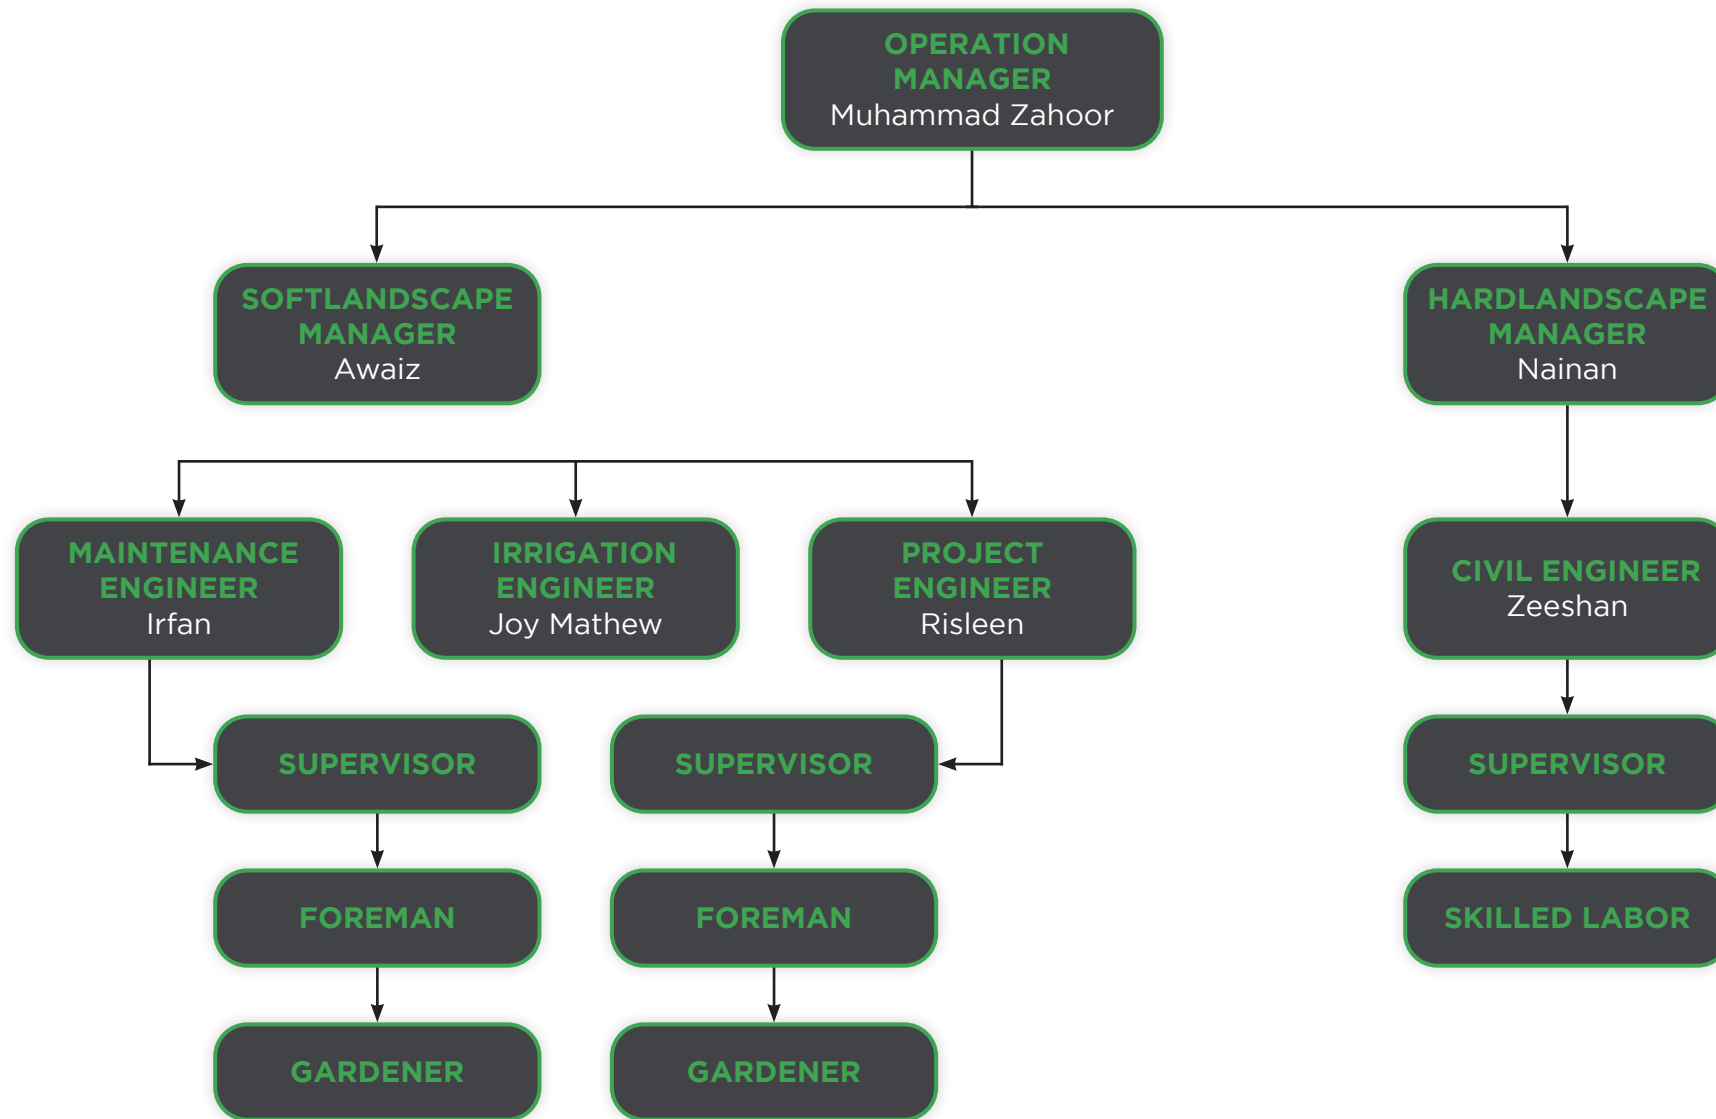 OPERATION
MANAGER
Muhammad Zahoor
SOFTLANDSCAPE
MANAGER
Awaiz
HARDLANDSCAPE
MANAGER
Nainan
MAINTENANCE
ENGINEER
Irfan
IRRIGATION
ENGINEER
Joy Mathew
PROJECT
ENGINEER
Risleen
CIVIL ENGINEER
Zeeshan
SUPERVISOR
SUPERVISOR
SUPERVISOR
FOREMAN
FOREMAN
SKILLED LABOR
GARDENER
GARDENER